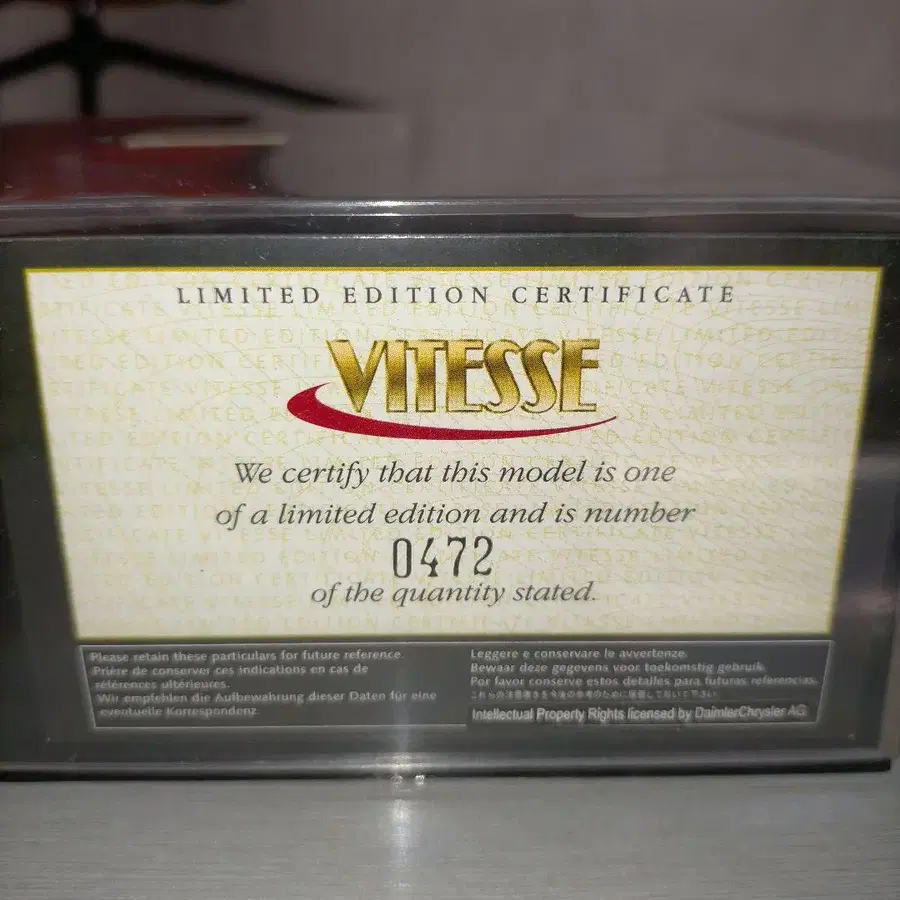 LIMITED EDITION CERTIFICATE
VITESSE
We certify that this model is one
of a limited edition and is number
0472
of the quantity stated.
Please retain these particulars for future reference.
Prière de conserver ces indications en cas de
références ultérieures.
Wir empfehlen die Aufbewahrung dieser Daten für eine
eventuelle Korrespondenz.
Leggere e conservare le avvertenze.
Bewaar deze gegevens voor toekomstig gebruik.
Por favor conserve estos detalles para futuras referencias.
Intellectual Property Rights licensed by DaimlerChrysler AG